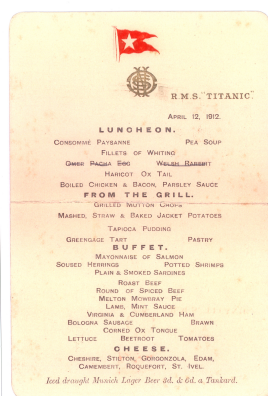 R.M.S. "TITANIC"
APRIL 12, 1912.
LUNCHEON.
CONSOMMÉ PAYSANNE PEA SOUP
FILLETS OF WHITING
WELSH RABBIT
HARICOT OX TAIL
BOILED CHICKEN & BACON, PARSLEY SAUCE
FROM THE GRILL.
GRILLED MUTTON CHOPS
MASHED, STRAW & BAKED JACKET POTATOES
TAPIOCA PUDDING
GREENGAGE TART PASTRY
BUFFET.
MAYONNAISE OF SALMON
SOUSED HERRINGS POTTED SHRIMPS
PLAIN & SMOKED SARDINES
ROAST BEEF
ROUND OF SPICED BEEF
MELTON MOWBRAY PIE
LAMB, MINT SAUCE
VIRGINIA & CUMBERLAND HAM
BOLOGNA SAUSAGE BRAWN
CORNED OX TONGUE
LETTUCE BEETROOT TOMATOES
CHEESE.
CHESHIRE, STILTON, GORGONZOLA, EDAM,
CAMEMBERT, ROQUEFORT, ST. IVEL.
Iced draught Munich Lager Beer 3d. & 6d. a Tankard.